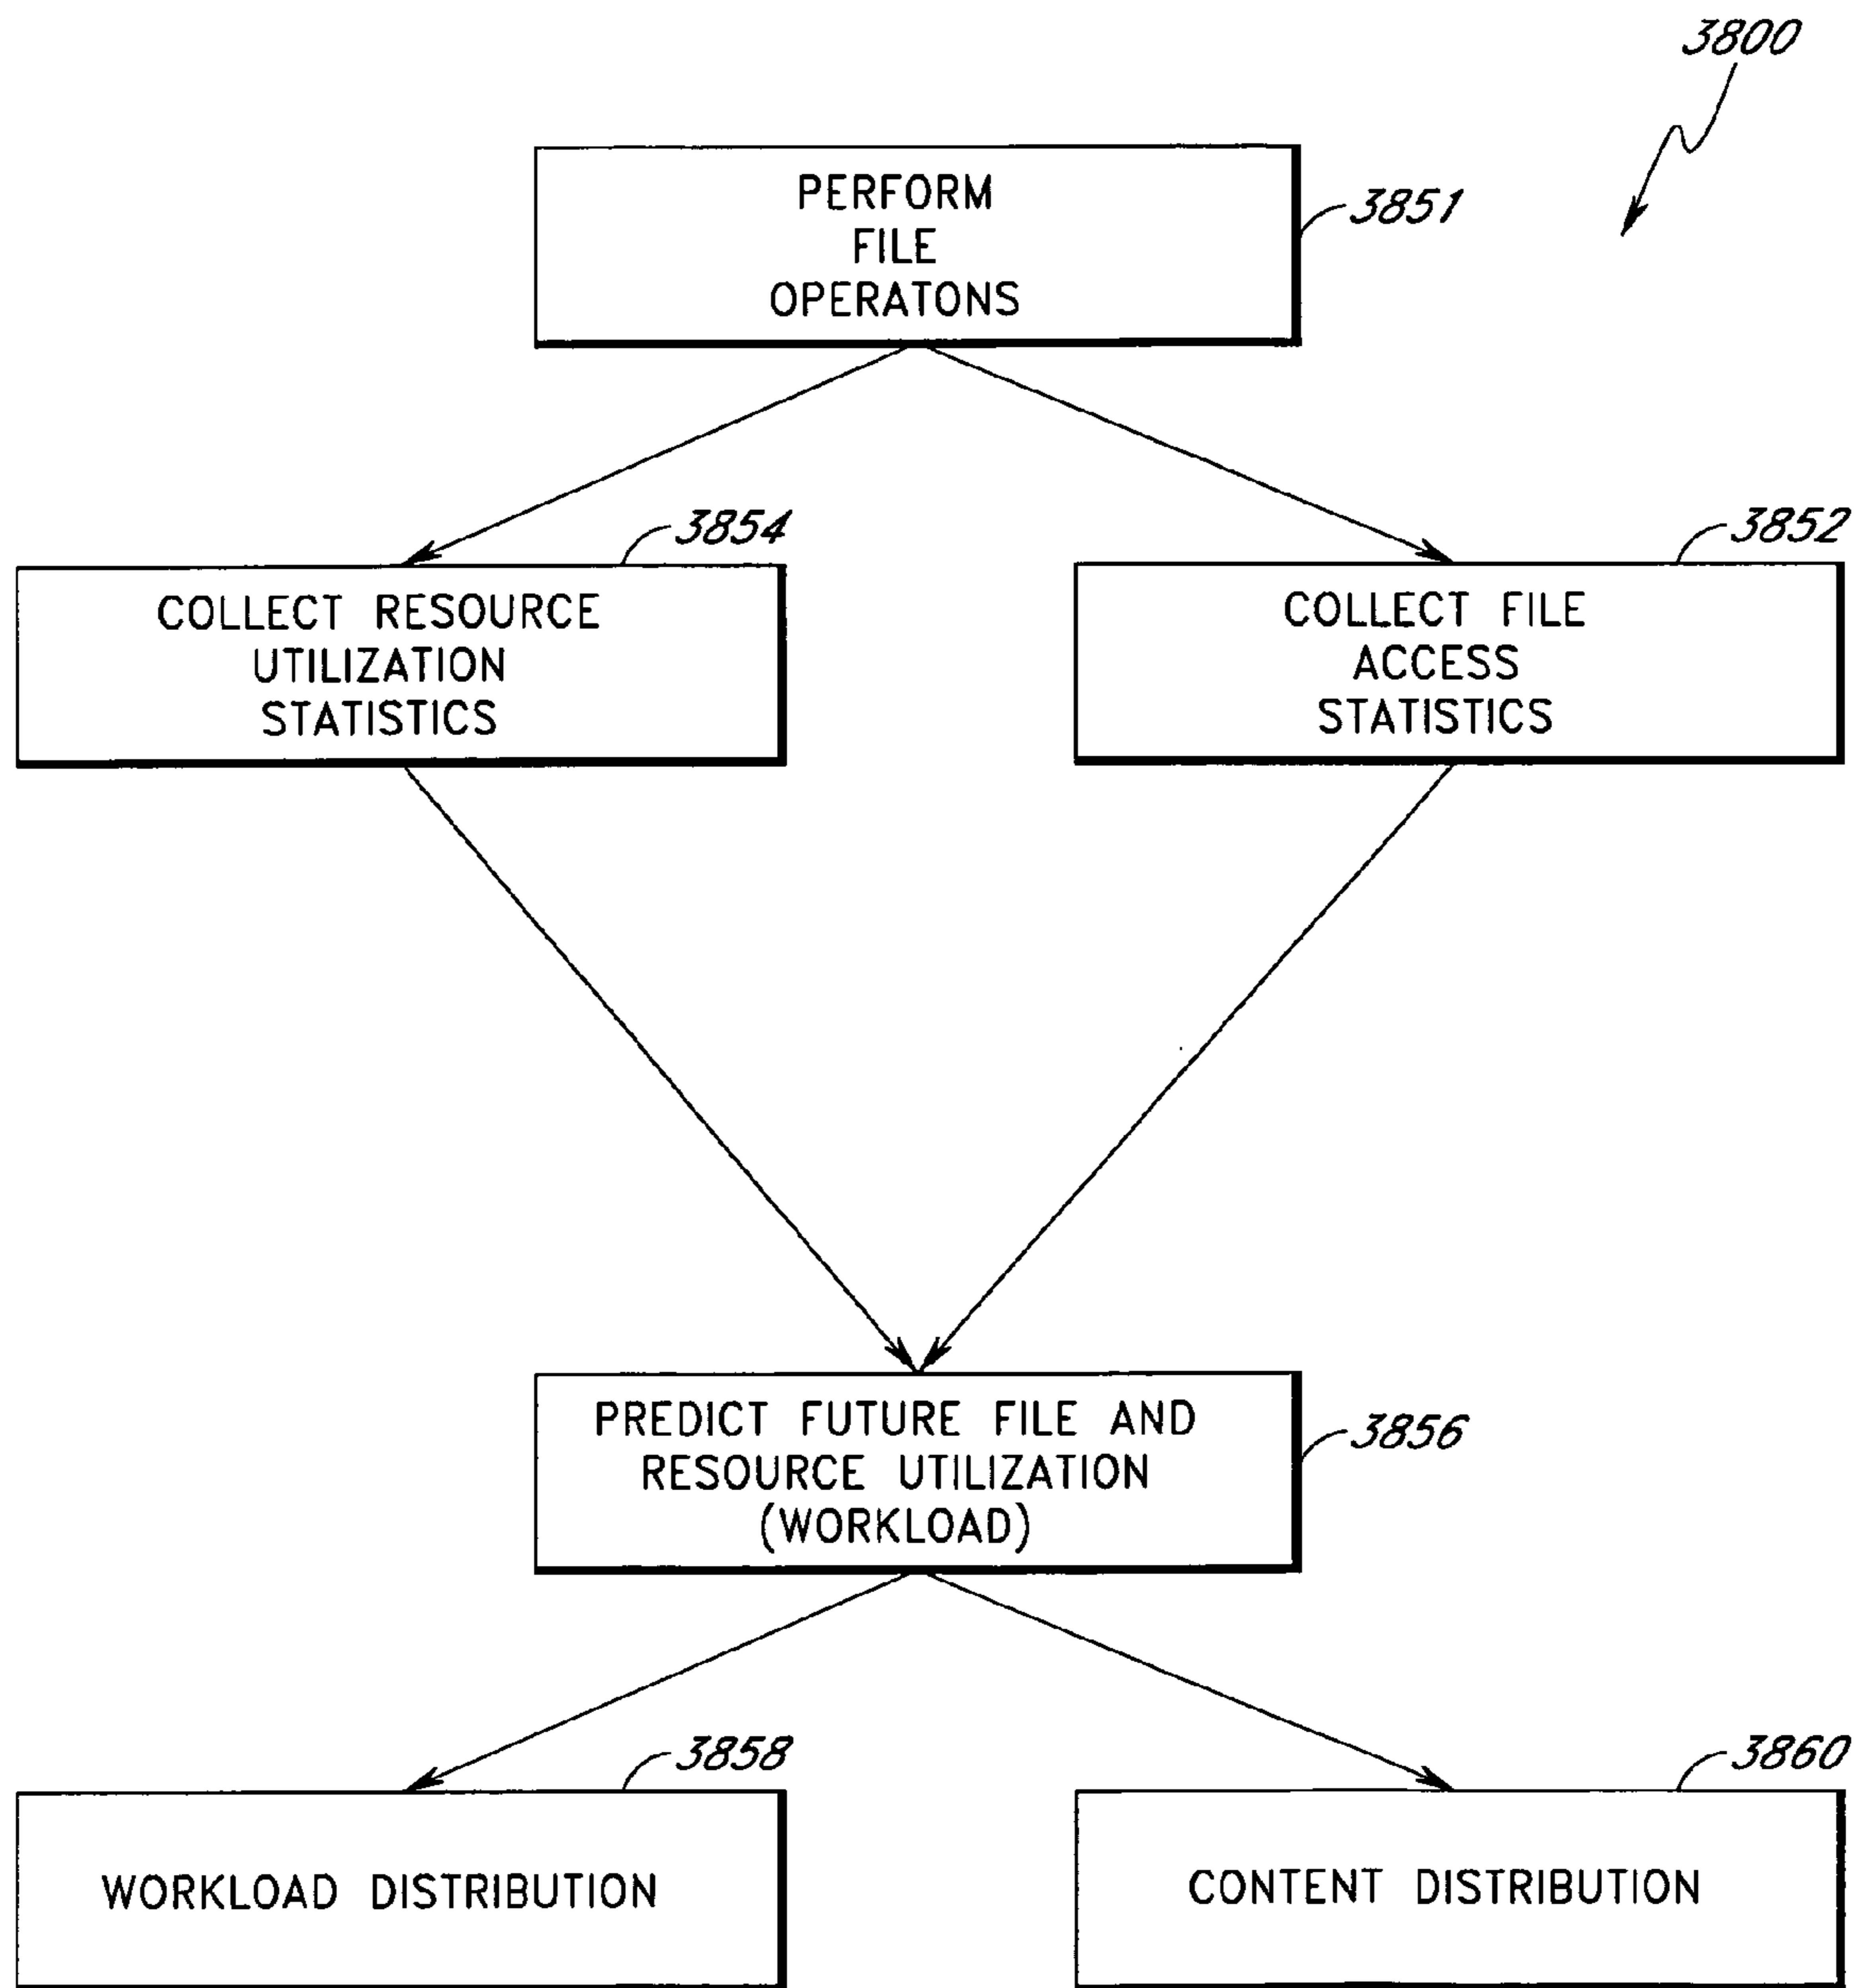 3800
PERFORM
FILE
OPERATONS
3851
3854
COLLECT RESOURCE
UTILIZATION
STATISTICS
3852
COLLECT FILE
ACCESS
STATISTICS
PREDICT FUTURE FILE AND
RESOURCE UTILIZATION
(WORKLOAD)
3856
3858
WORKLOAD DISTRIBUTION
3860
CONTENT DISTRIBUTION